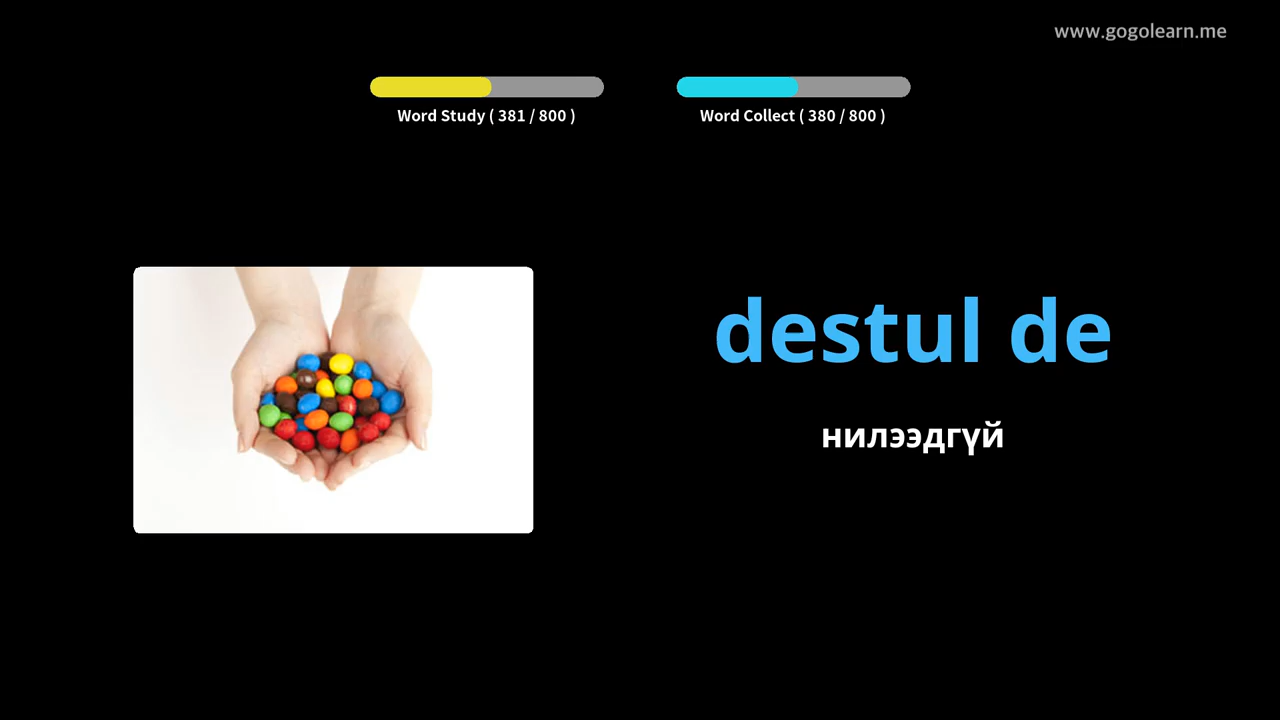 www.gogolearn.me
Word Study ( 381 / 800 )
Word Collect ( 380 / 800 )
destul de
нилээдгүй